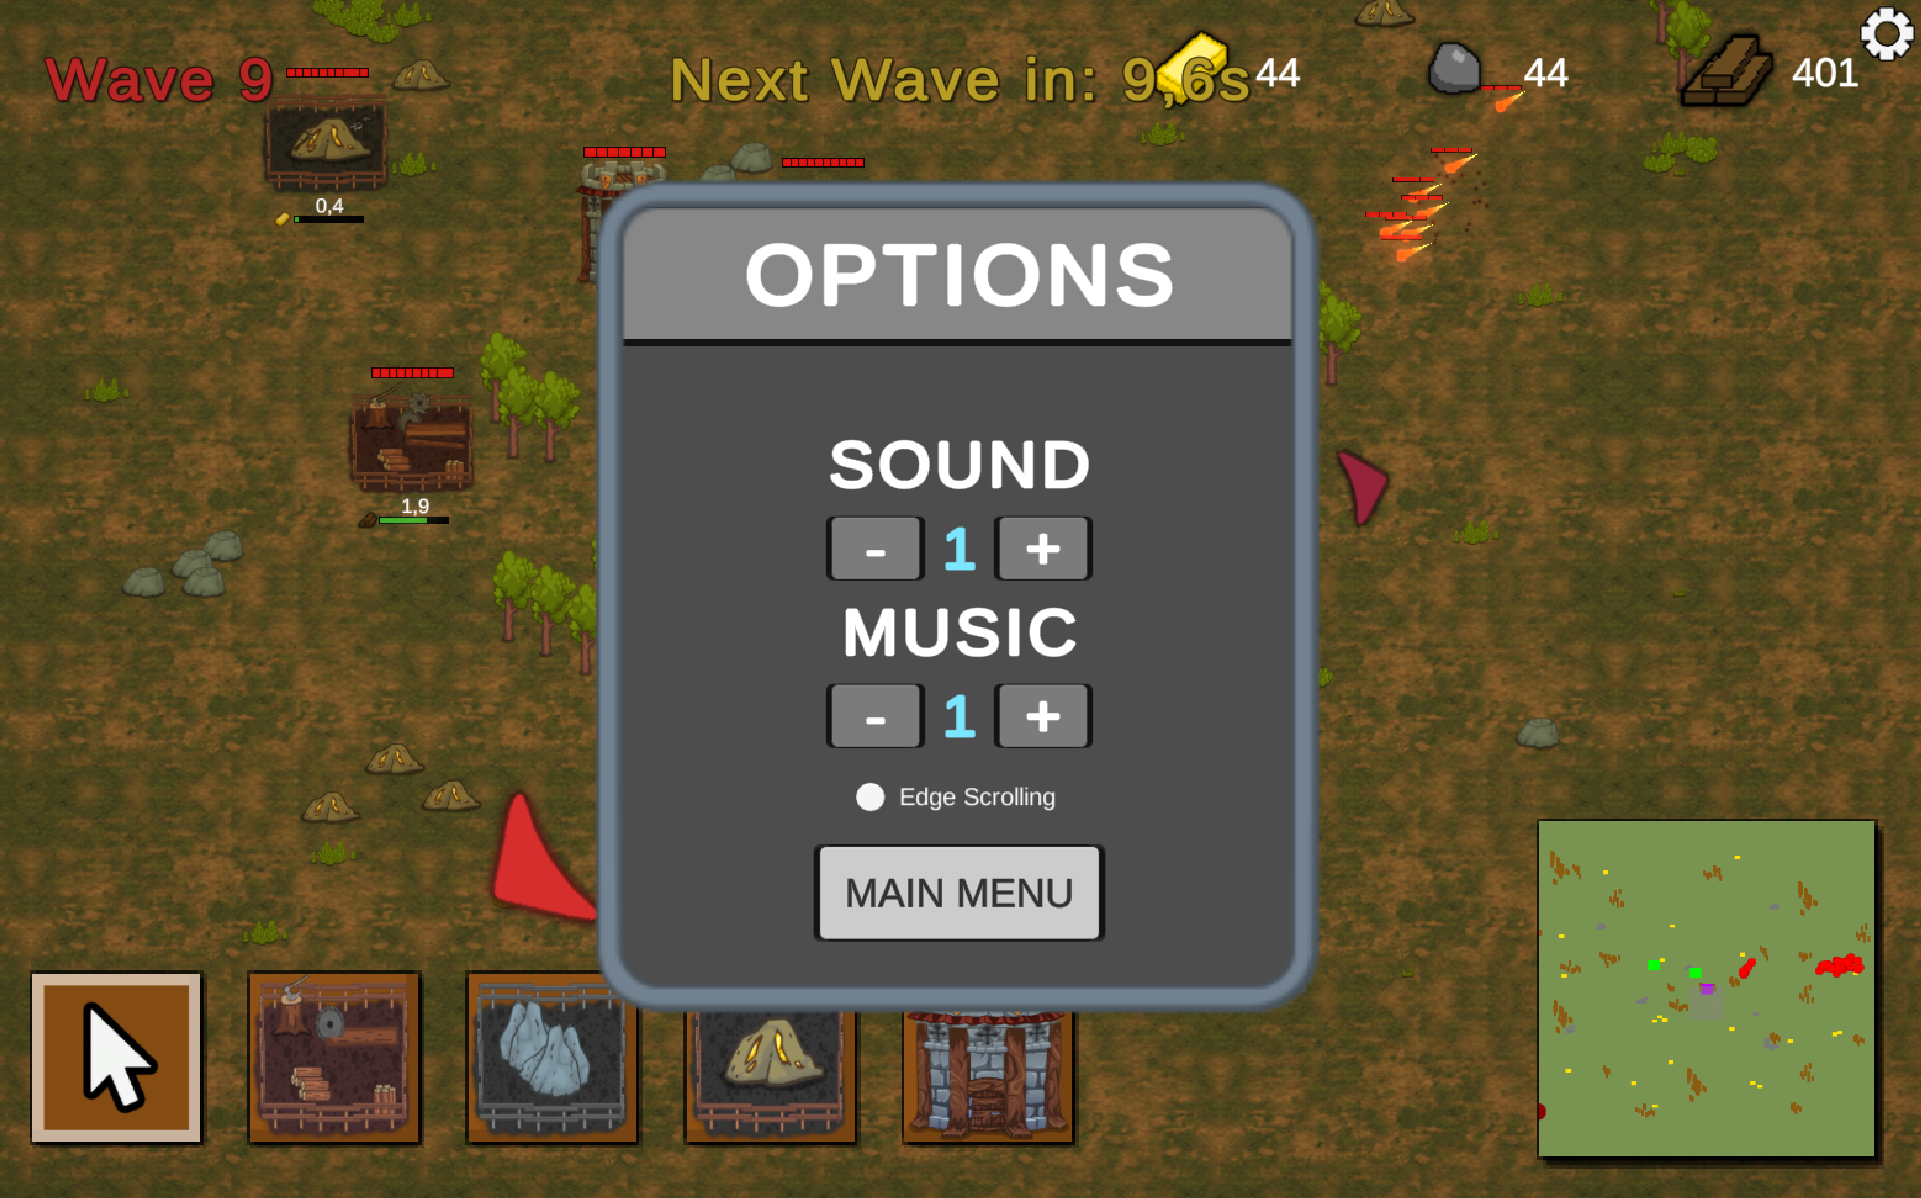 Wave 9
Next Wave in: 9,6s
44
44
401
0,4
OPTIONS
SOUND
- 1 +
1,9
MUSIC
- 1 +
Edge Scrolling
MAIN MENU